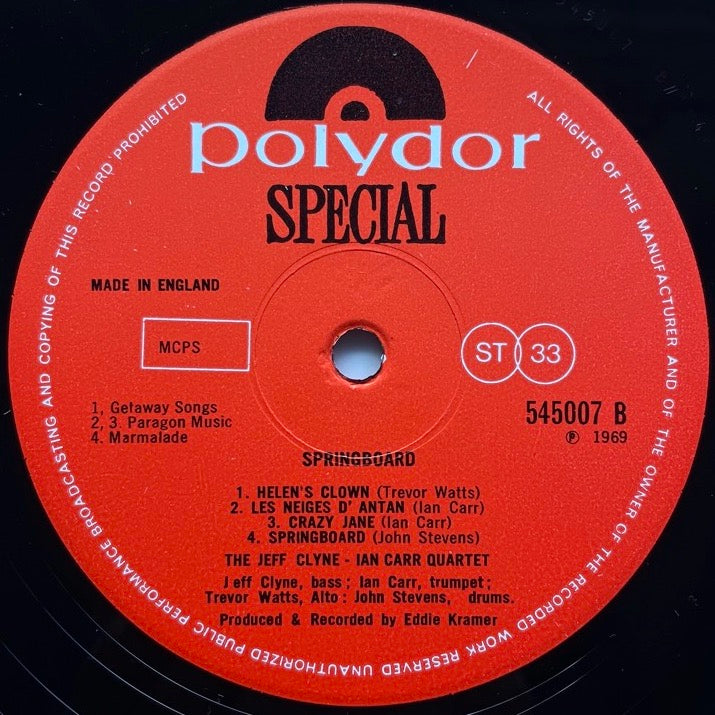 polydor
SPECIAL
MADE IN ENGLAND
MCPS
ST 33
1, Getaway Songs
2, 3. Paragon Music
4. Marmalade
545007 B
℗ 1969
SPRINGBOARD
1. HELEN'S CLOWN (Trevor Watts)
2. LES NEIGES D' ANTAN (Ian Carr)
3. CRAZY JANE (Ian Carr)
4. SPRINGBOARD (John Stevens)
THE JEFF CLYNE - IAN CARR QUARTET
Jeff Clyne, bass; Ian Carr, trumpet;
Trevor Watts, Alto: John Stevens, drums.
Produced & Recorded by Eddie Kramer
ALL RIGHTS OF THE MANUFACTURER AND OF THE OWNER OF THE RECORDED WORK RESERVED UNAUTHORIZED PUBLIC PERFORMANCE BROADCASTING AND COPYING OF THIS RECORD PROHIBITED